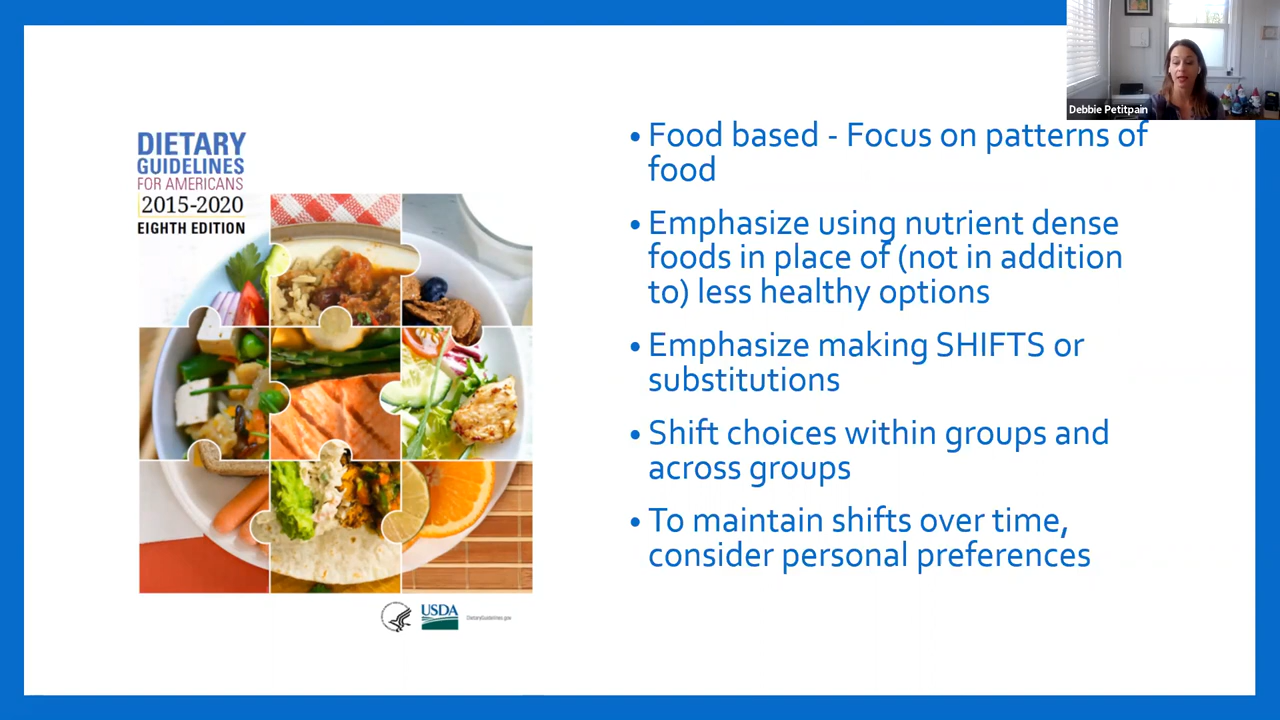 Debbie Petitpain
DIETARY
GUIDELINES
FOR AMERICANS
2015-2020
EIGHTH EDITION
USDA
DietaryGuidelines.gov
• Food based - Focus on patterns of
food
• Emphasize using nutrient dense
foods in place of (not in addition
to) less healthy options
• Emphasize making SHIFTS or
substitutions
• Shift choices within groups and
across groups
• To maintain shifts over time,
consider personal preferences